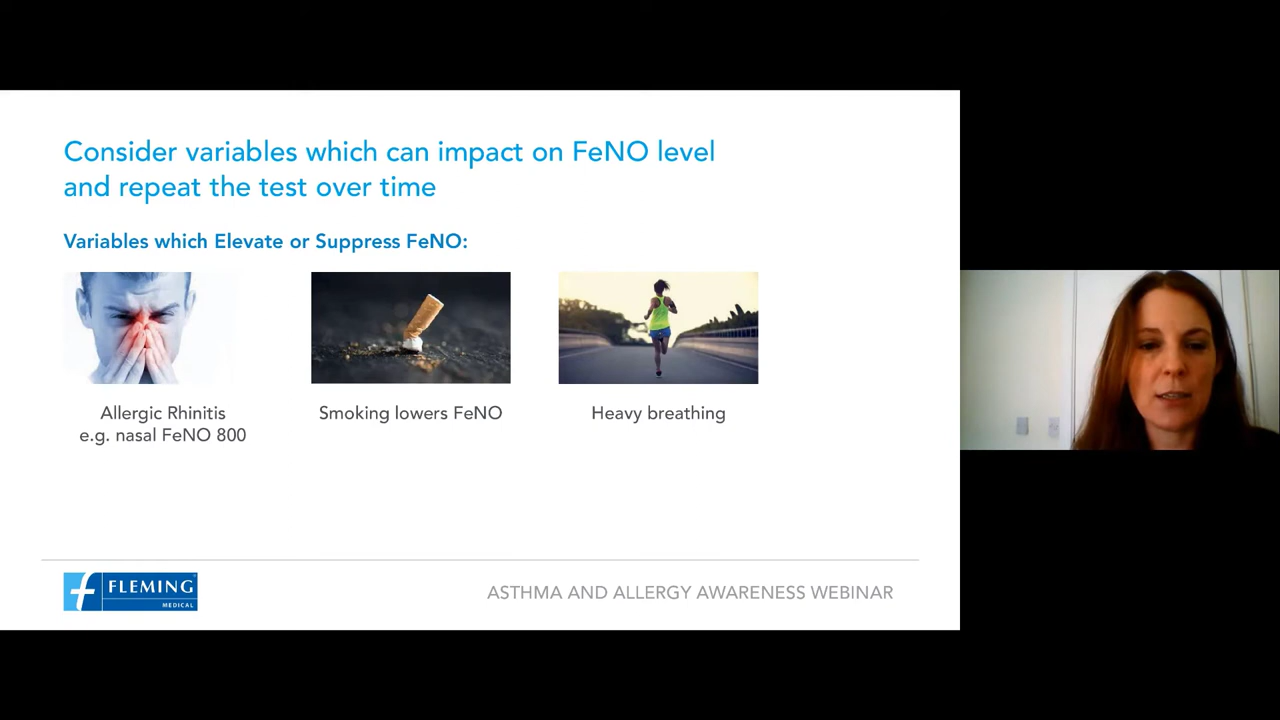 Consider variables which can impact on FeNO level
and repeat the test over time
Variables which Elevate or Suppress FeNO:
Allergic Rhinitis
e.g. nasal FeNO 800
Smoking lowers FeNO
Heavy breathing
FLEMING
MEDICAL
ASTHMA AND ALLERGY AWARENESS WEBINAR